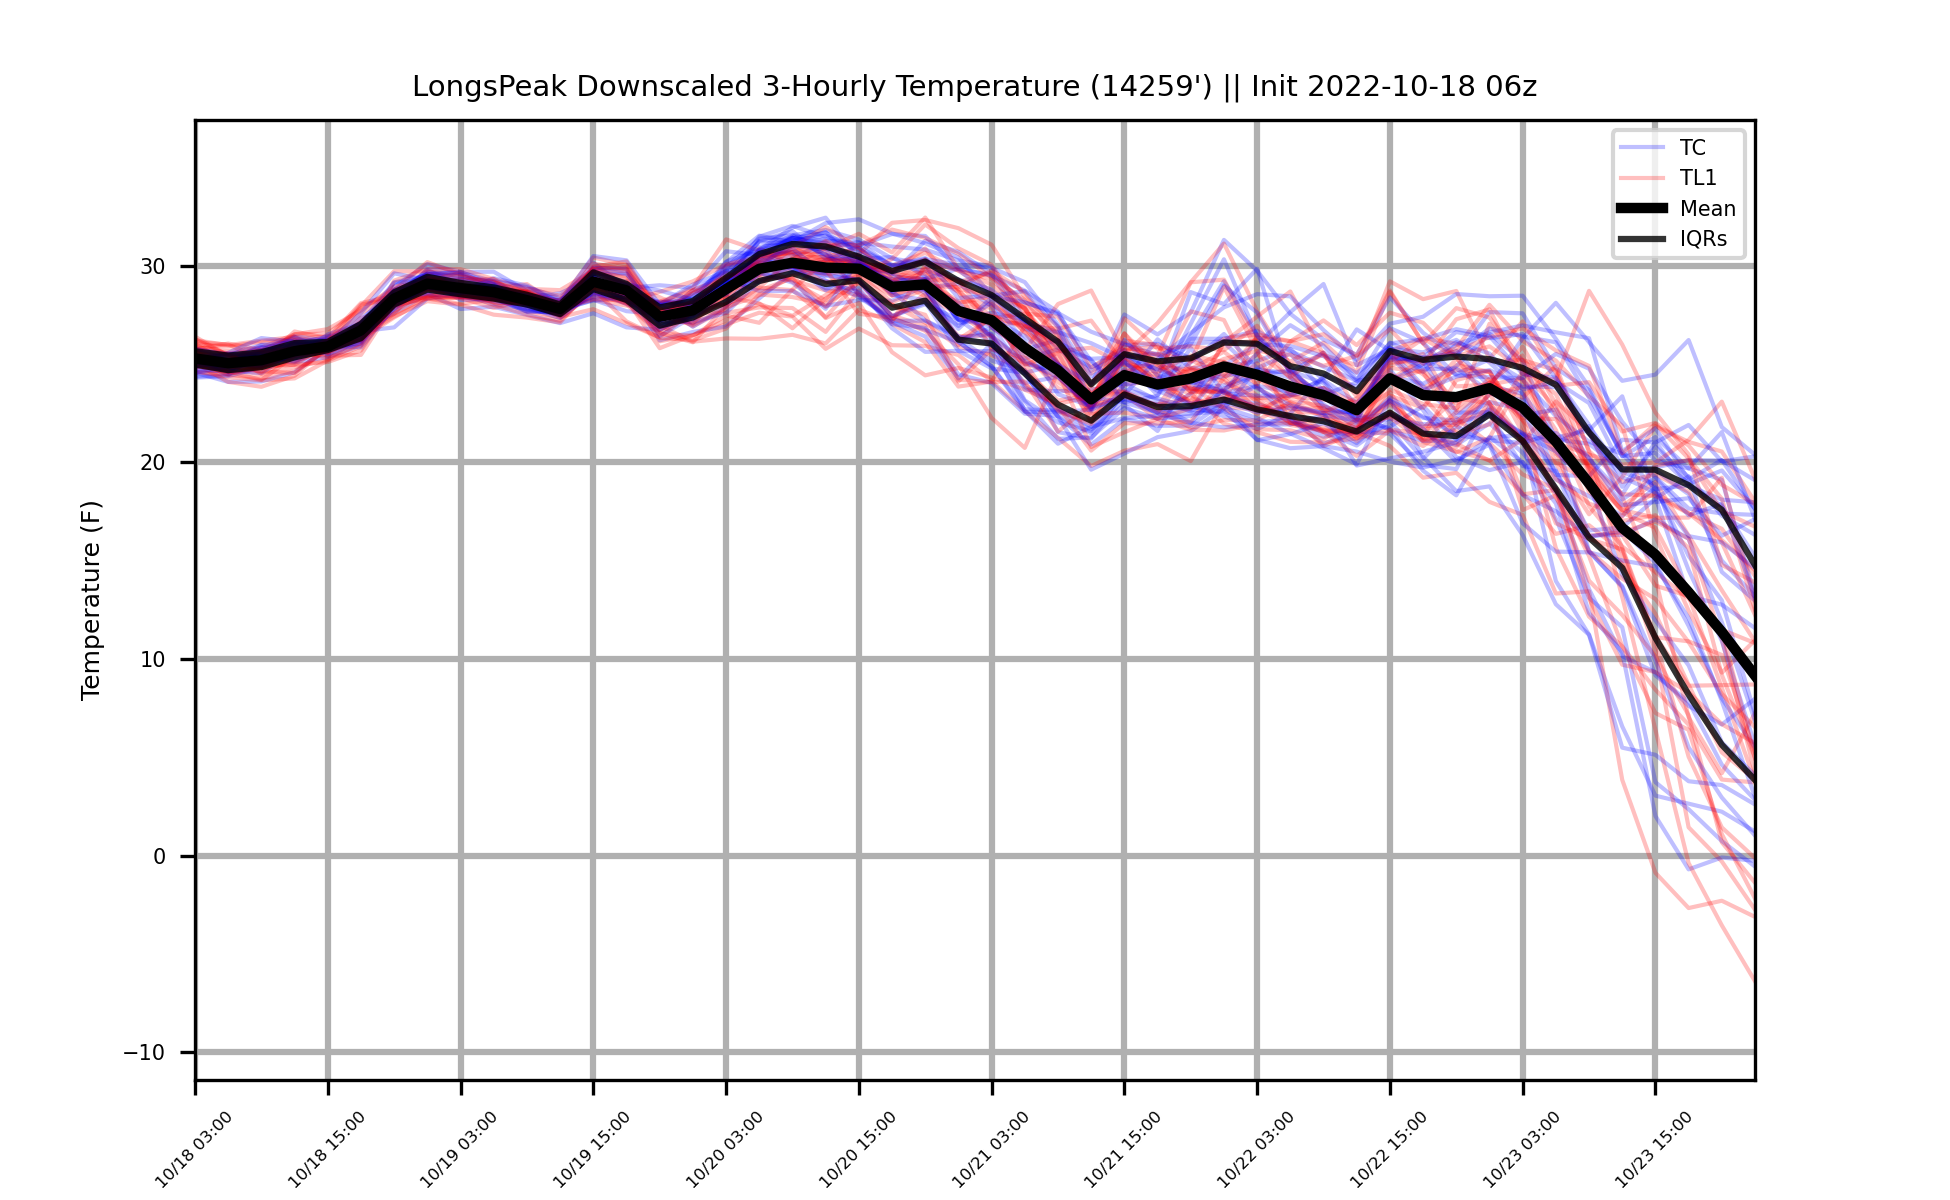 LongsPeak Downscaled 3-Hourly Temperature (14259') || Init 2022-10-18 06z
TC
TL1
Mean
IQRs
Temperature (F)
30
20
10
0
−10
10/18 03:00
10/18 15:00
10/19 03:00
10/19 15:00
10/20 03:00
10/20 15:00
10/21 03:00
10/21 15:00
10/22 03:00
10/22 15:00
10/23 03:00
10/23 15:00